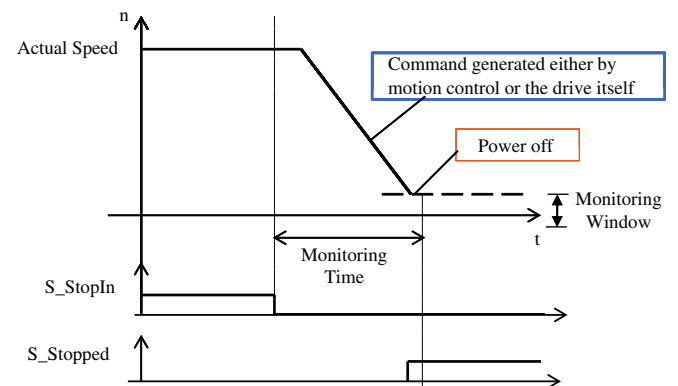 n
Actual Speed
Command generated either by
motion control or the drive itself
Power off
Monitoring
Window
t
Monitoring
Time
S_StopIn
S_Stopped